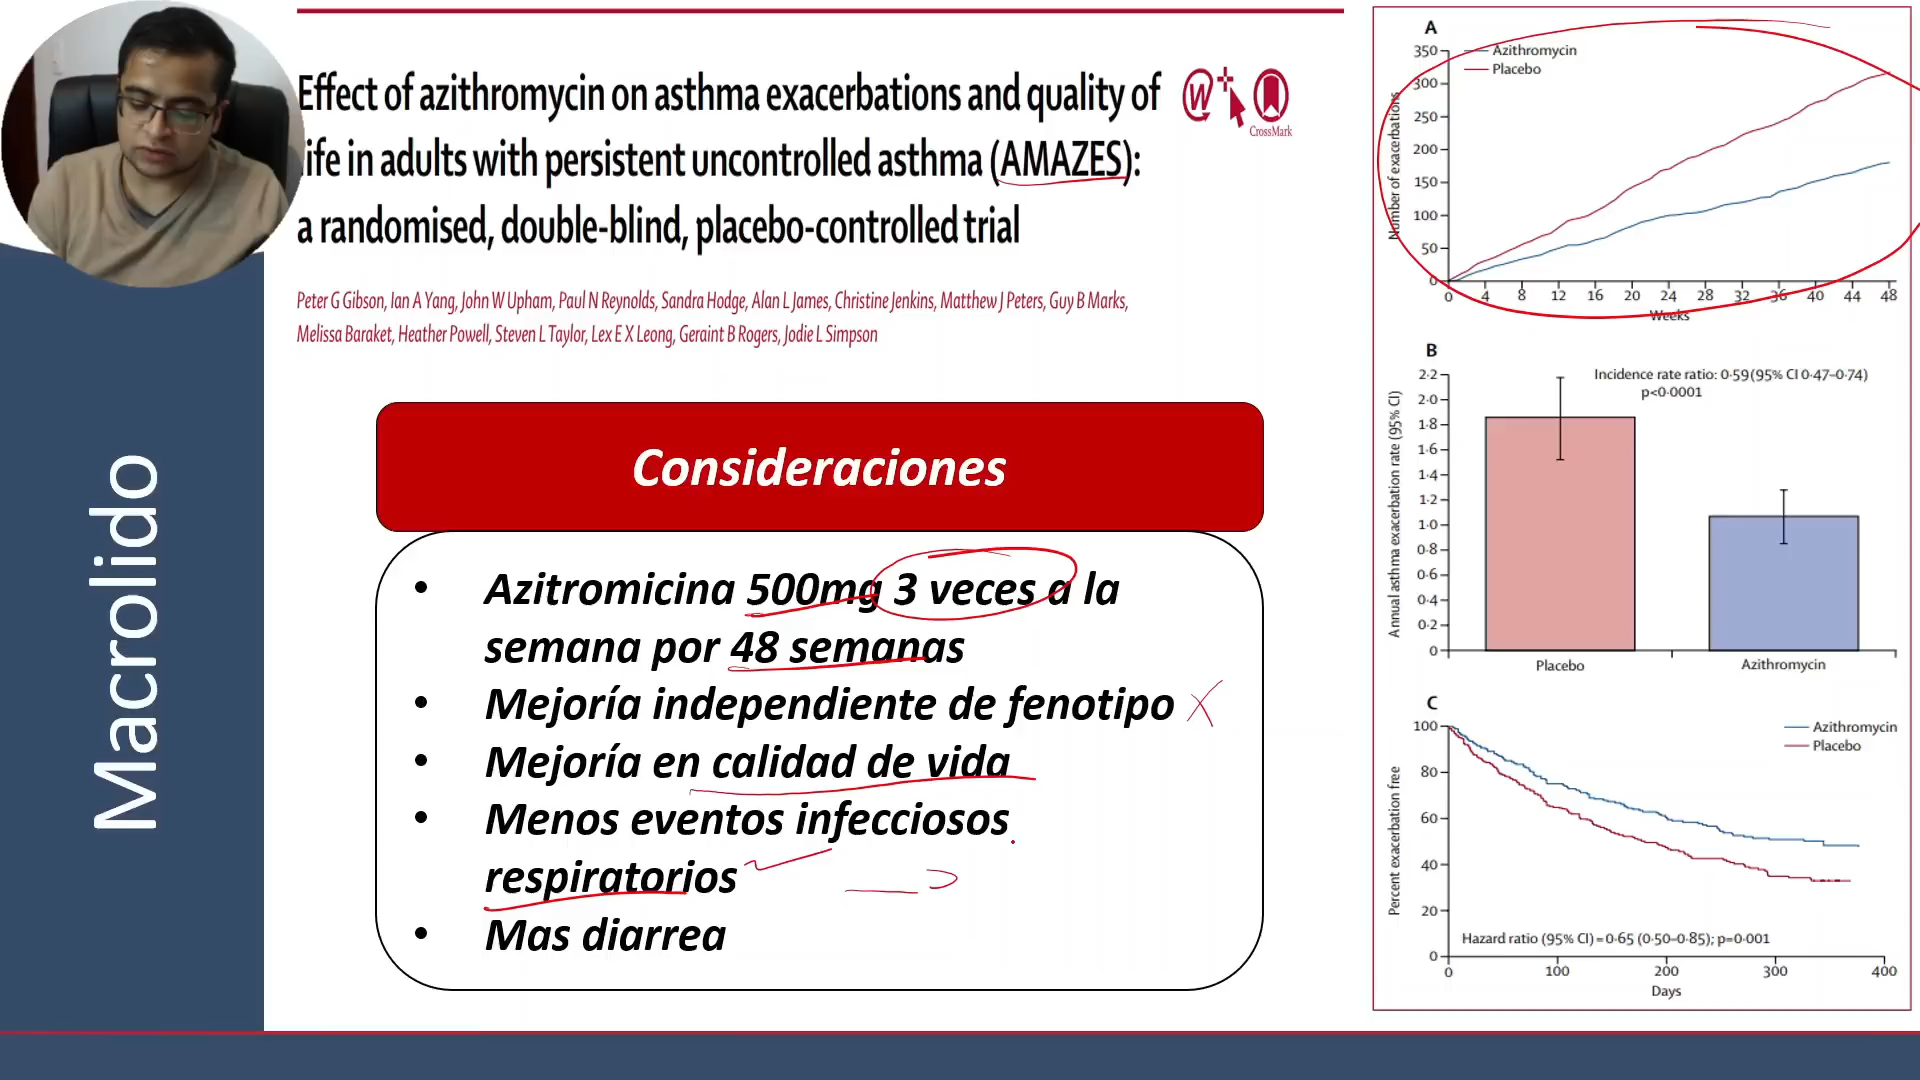 Effect of azithromycin on asthma exacerbations and quality of
life in adults with persistent uncontrolled asthma (AMAZES):
a randomised, double-blind, placebo-controlled trial
CrossMark
Peter G Gibson, Ian A Yang, John W Upham, Paul N Reynolds, Sandra Hodge, Alan L James, Christine Jenkins, Matthew J Peters, Guy B Marks,
Melissa Baraket, Heather Powell, Steven L Taylor, Lex E X Leong, Geraint B Rogers, Jodie L Simpson
Macrolido
Consideraciones
• Azitromicina 500mg 3 veces a la
semana por 48 semanas
• Mejoría independiente de fenotipo
• Mejoría en calidad de vida
• Menos eventos infecciosos
respiratorios
• Mas diarrea
A
Azithromycin
Placebo
Number of exacerbations
350
300
250
200
150
100
50
0
0 4 8 12 16 20 24 28 32 36 40 44 48
Weeks
B
Incidence rate ratio: 0·59 (95% CI 0·47–0·74)
p<0·0001
Annual asthma exacerbation rate (95% CI)
2·2
2·0
1·8
1·6
1·4
1·2
1·0
0·8
0·6
0·4
0·2
0
Placebo Azithromycin
C
Azithromycin
Placebo
Percent exacerbation free
100
80
60
40
20
0
Hazard ratio (95% CI) = 0·65 (0·50–0·85); p=0·001
0 100 200 300 400
Days